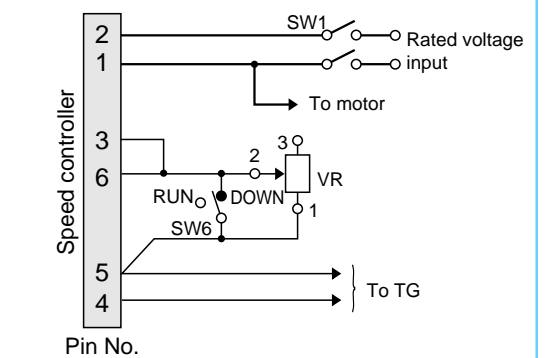 SW1
2
Rated voltage
1
input
To motor
Speed controller
3
3
2
6
VR
RUN
DOWN
1
SW6
5
To TG
4
Pin No.